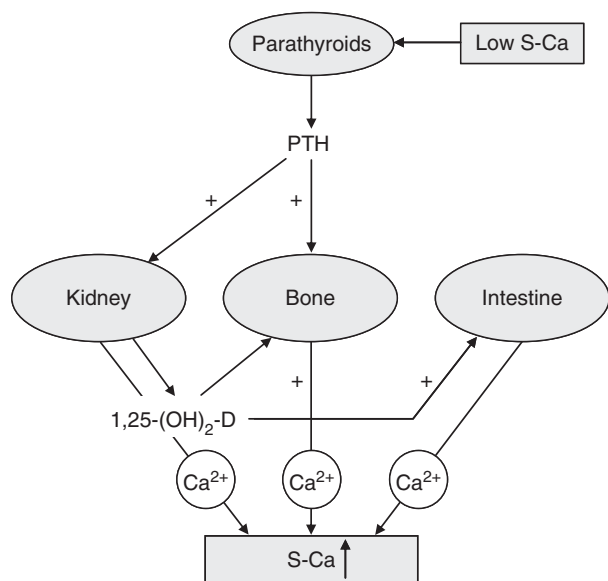 Parathyroids
Low S-Ca
PTH
+
+
Kidney
Bone
Intestine
+
+
1,25-(OH)₂-D
Ca²⁺
Ca²⁺
Ca²⁺
S-Ca